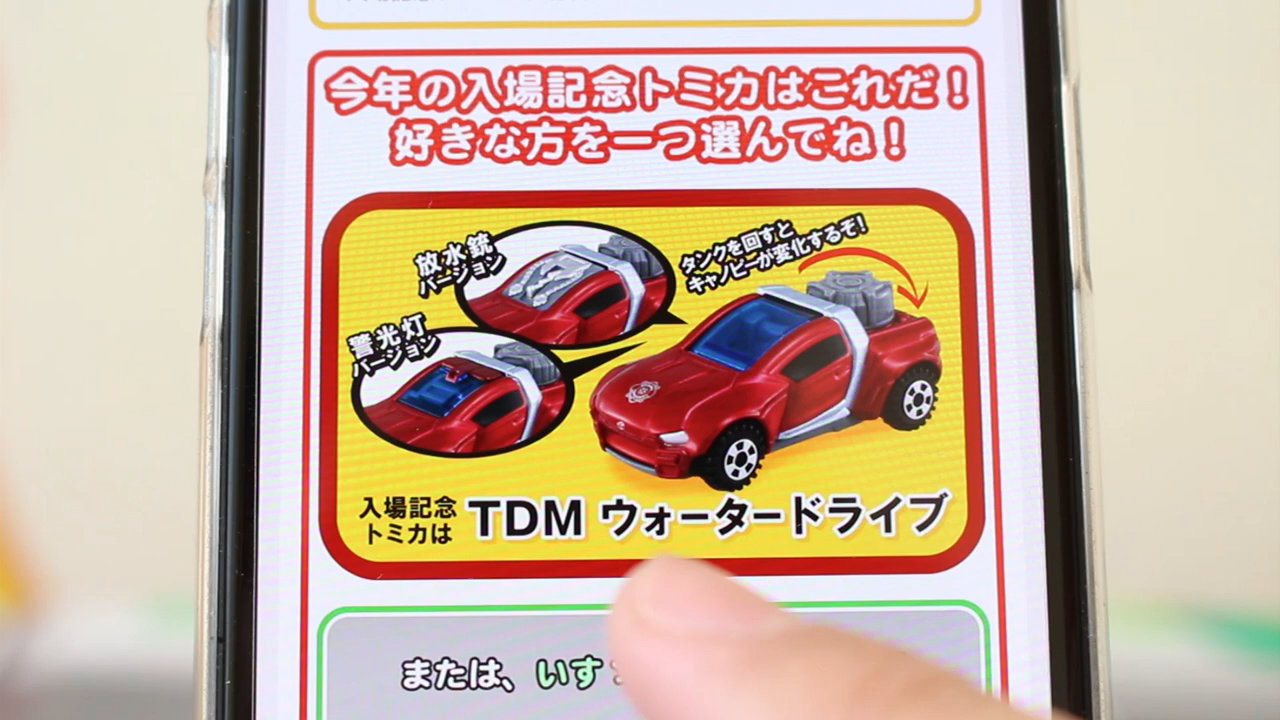 今年の入場記念トミカはこれだ！
好きな方を一つ選んでね！
放水銃
バージョン
タンクを回すと
キャノピーが変化するぞ！
警光灯
バージョン
入場記念
トミカは
TDM ウォータードライブ
または、いすゞ